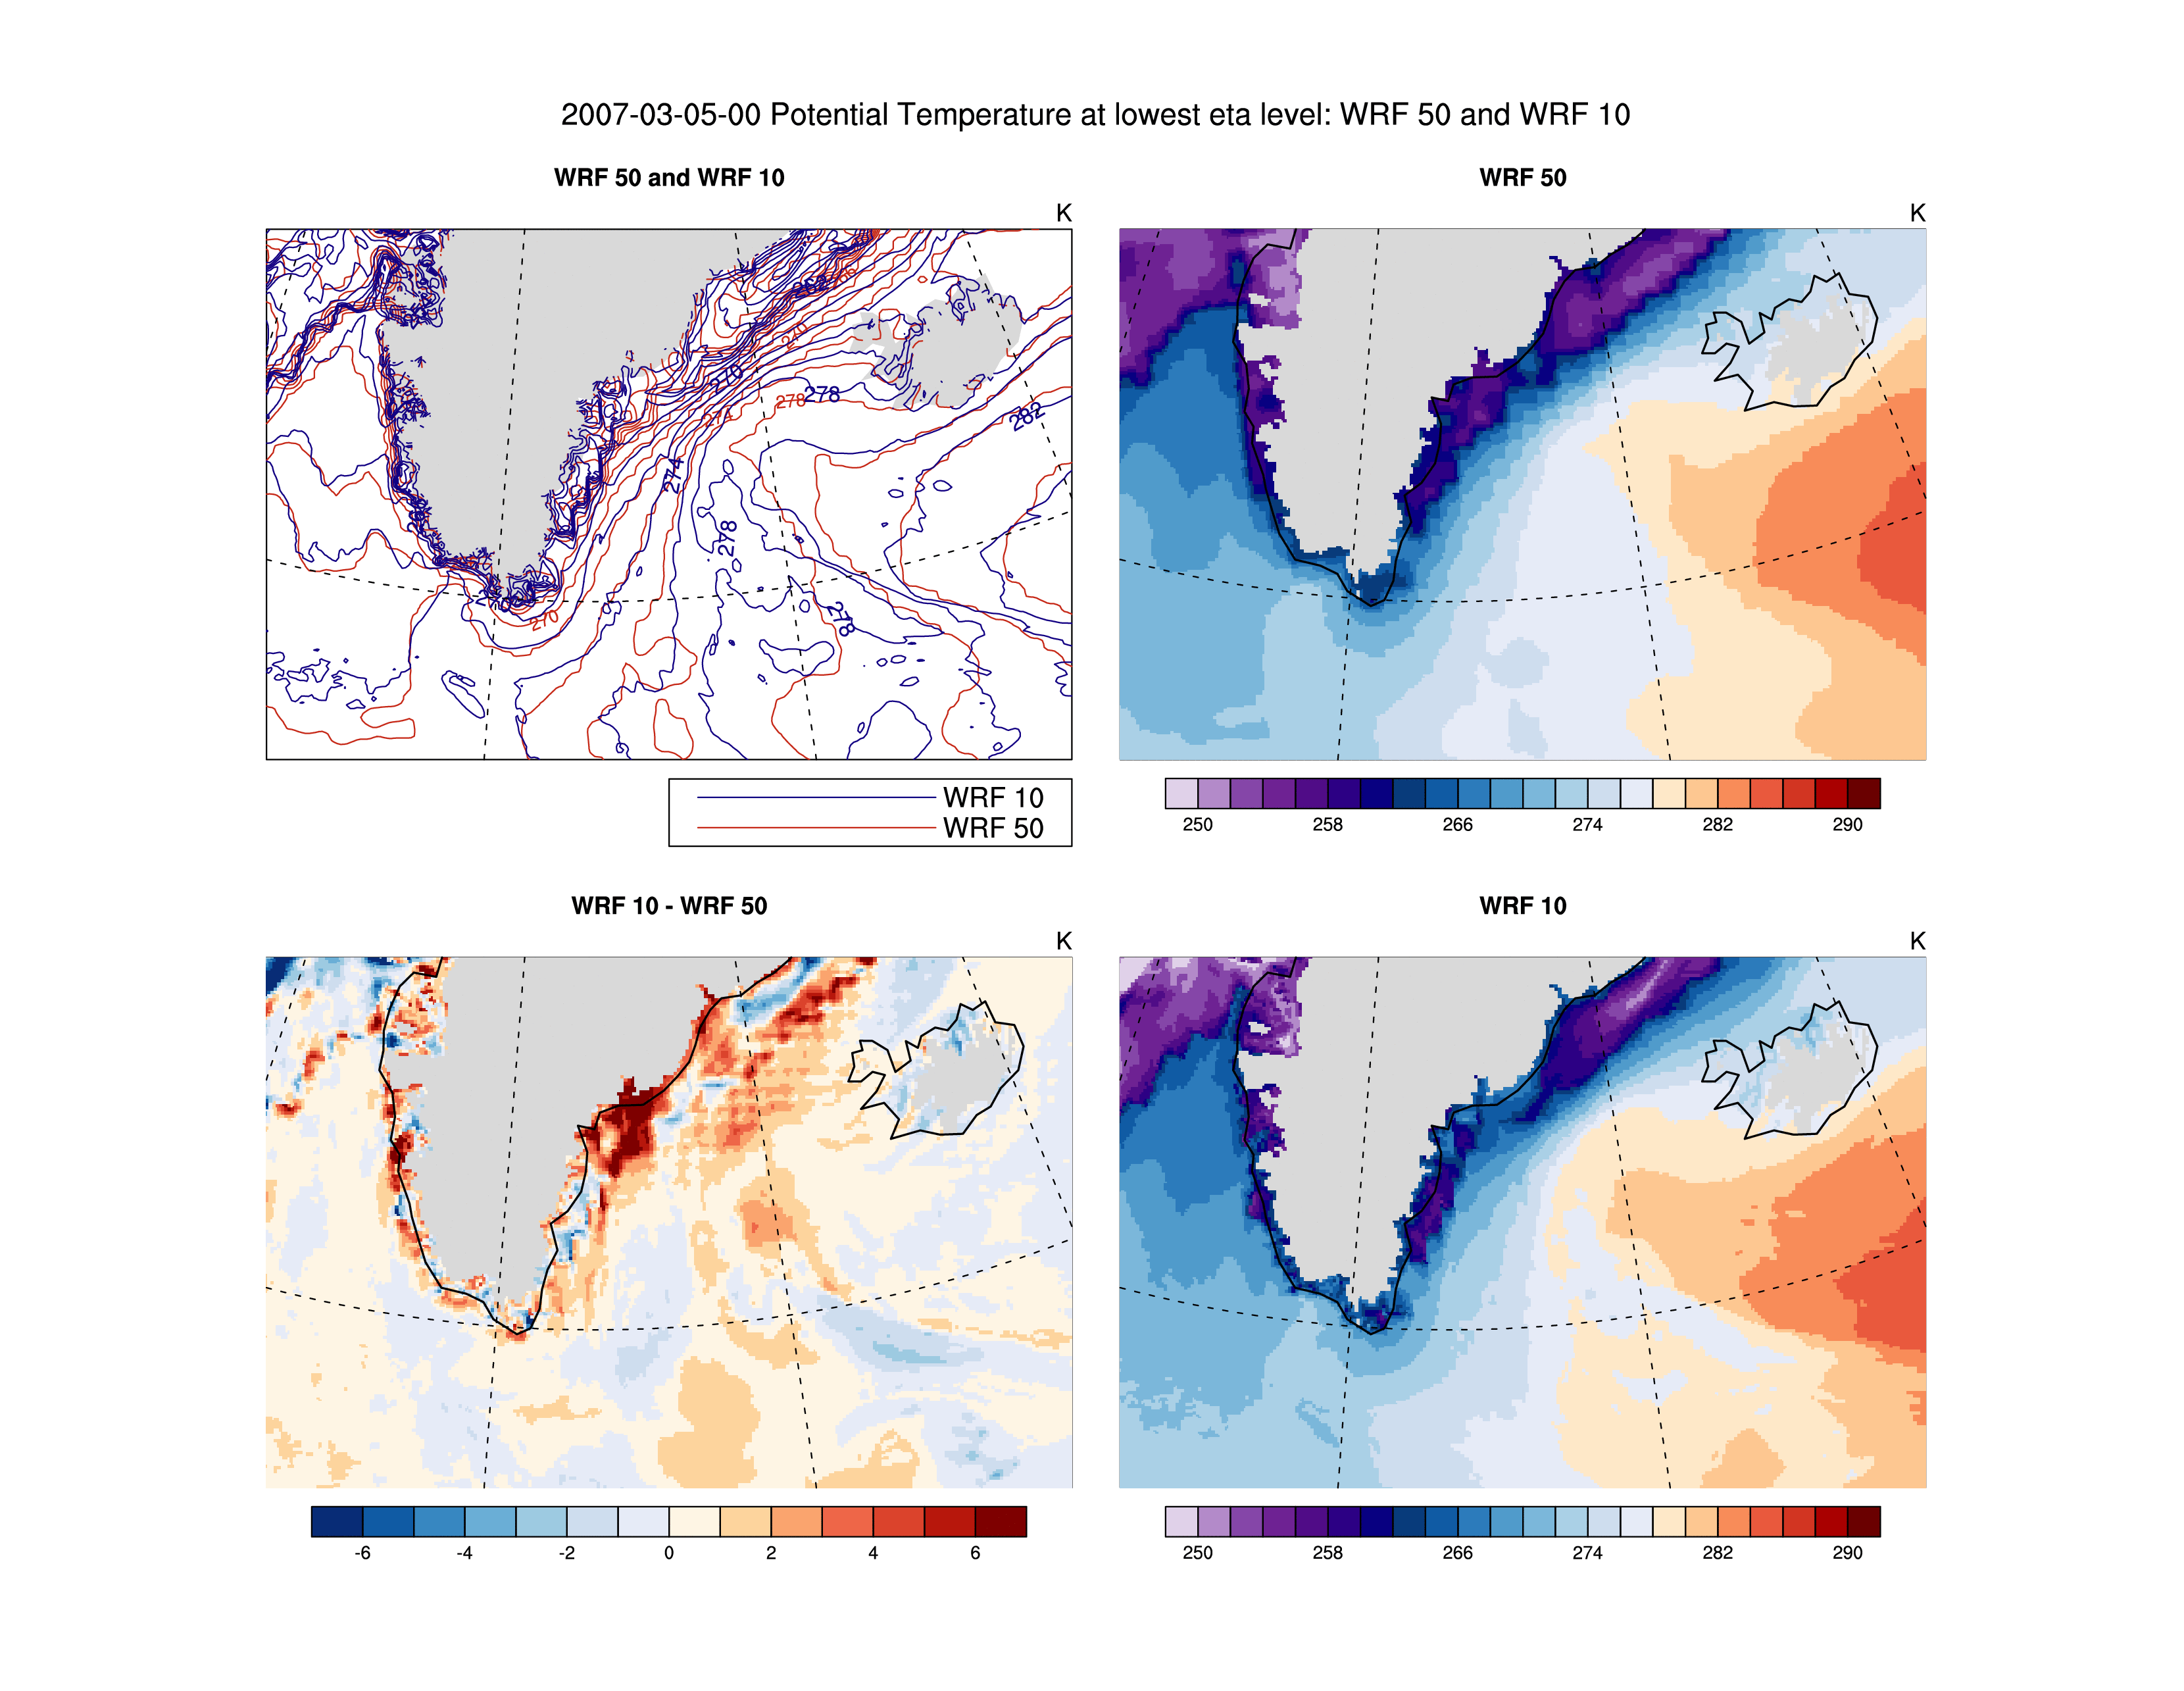 2007-03-05-00 Potential Temperature at lowest eta level: WRF 50 and WRF 10
WRF 50 and WRF 10
WRF 50
K
K
262
270
270
274
278
278
282
274
278
278
270
WRF 10
WRF 50
250 258 266 274 282 290
WRF 10 - WRF 50
WRF 10
K
K
-6 -4 -2 0 2 4 6
250 258 266 274 282 290